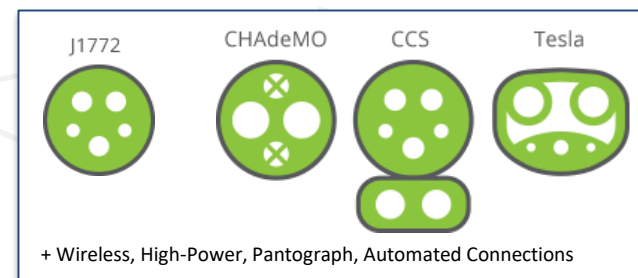 J1772 CHAdeMO CCS Tesla
+ Wireless, High-Power, Pantograph, Automated Connections